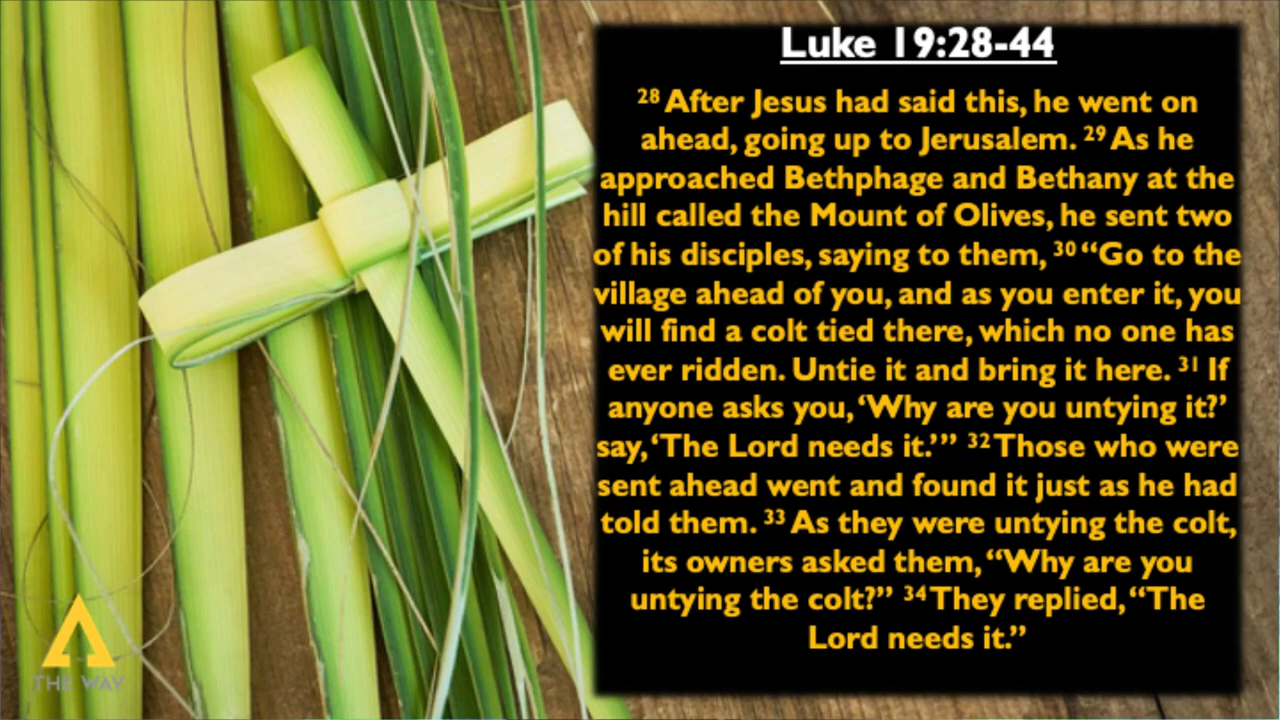 Luke 19:28-44
28 After Jesus had said this, he went on
ahead, going up to Jerusalem. 29 As he
approached Bethphage and Bethany at the
hill called the Mount of Olives, he sent two
of his disciples, saying to them, 30 “Go to the
village ahead of you, and as you enter it, you
will find a colt tied there, which no one has
ever ridden. Untie it and bring it here. 31 If
anyone asks you, ‘Why are you untying it?’
say, ‘The Lord needs it.’” 32 Those who were
sent ahead went and found it just as he had
told them. 33 As they were untying the colt,
its owners asked them, “Why are you
untying the colt?” 34 They replied, “The
Lord needs it.”
THE WAY